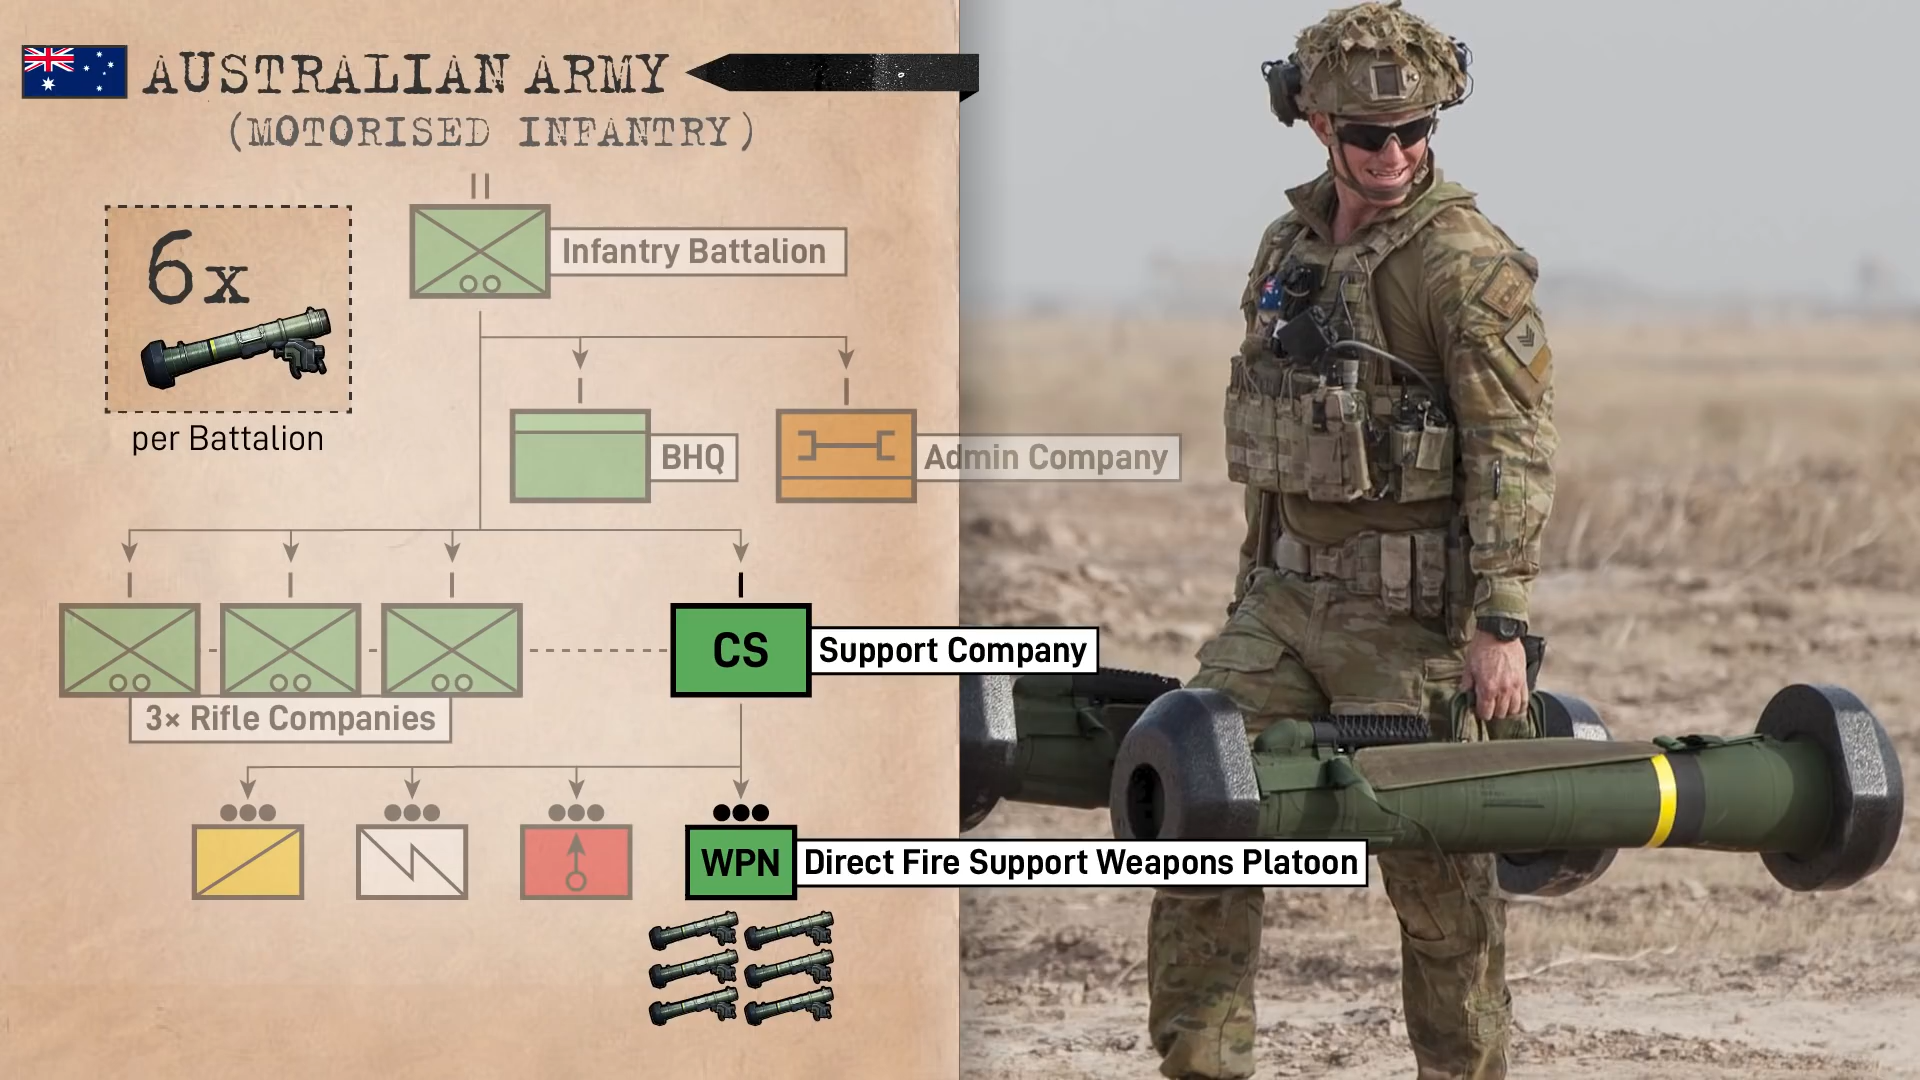 AUSTRALIAN ARMY
(MOTORISED INFANTRY)
6x
per Battalion
Infantry Battalion
BHQ
Admin Company
CS
Support Company
3× Rifle Companies
WPN
Direct Fire Support Weapons Platoon